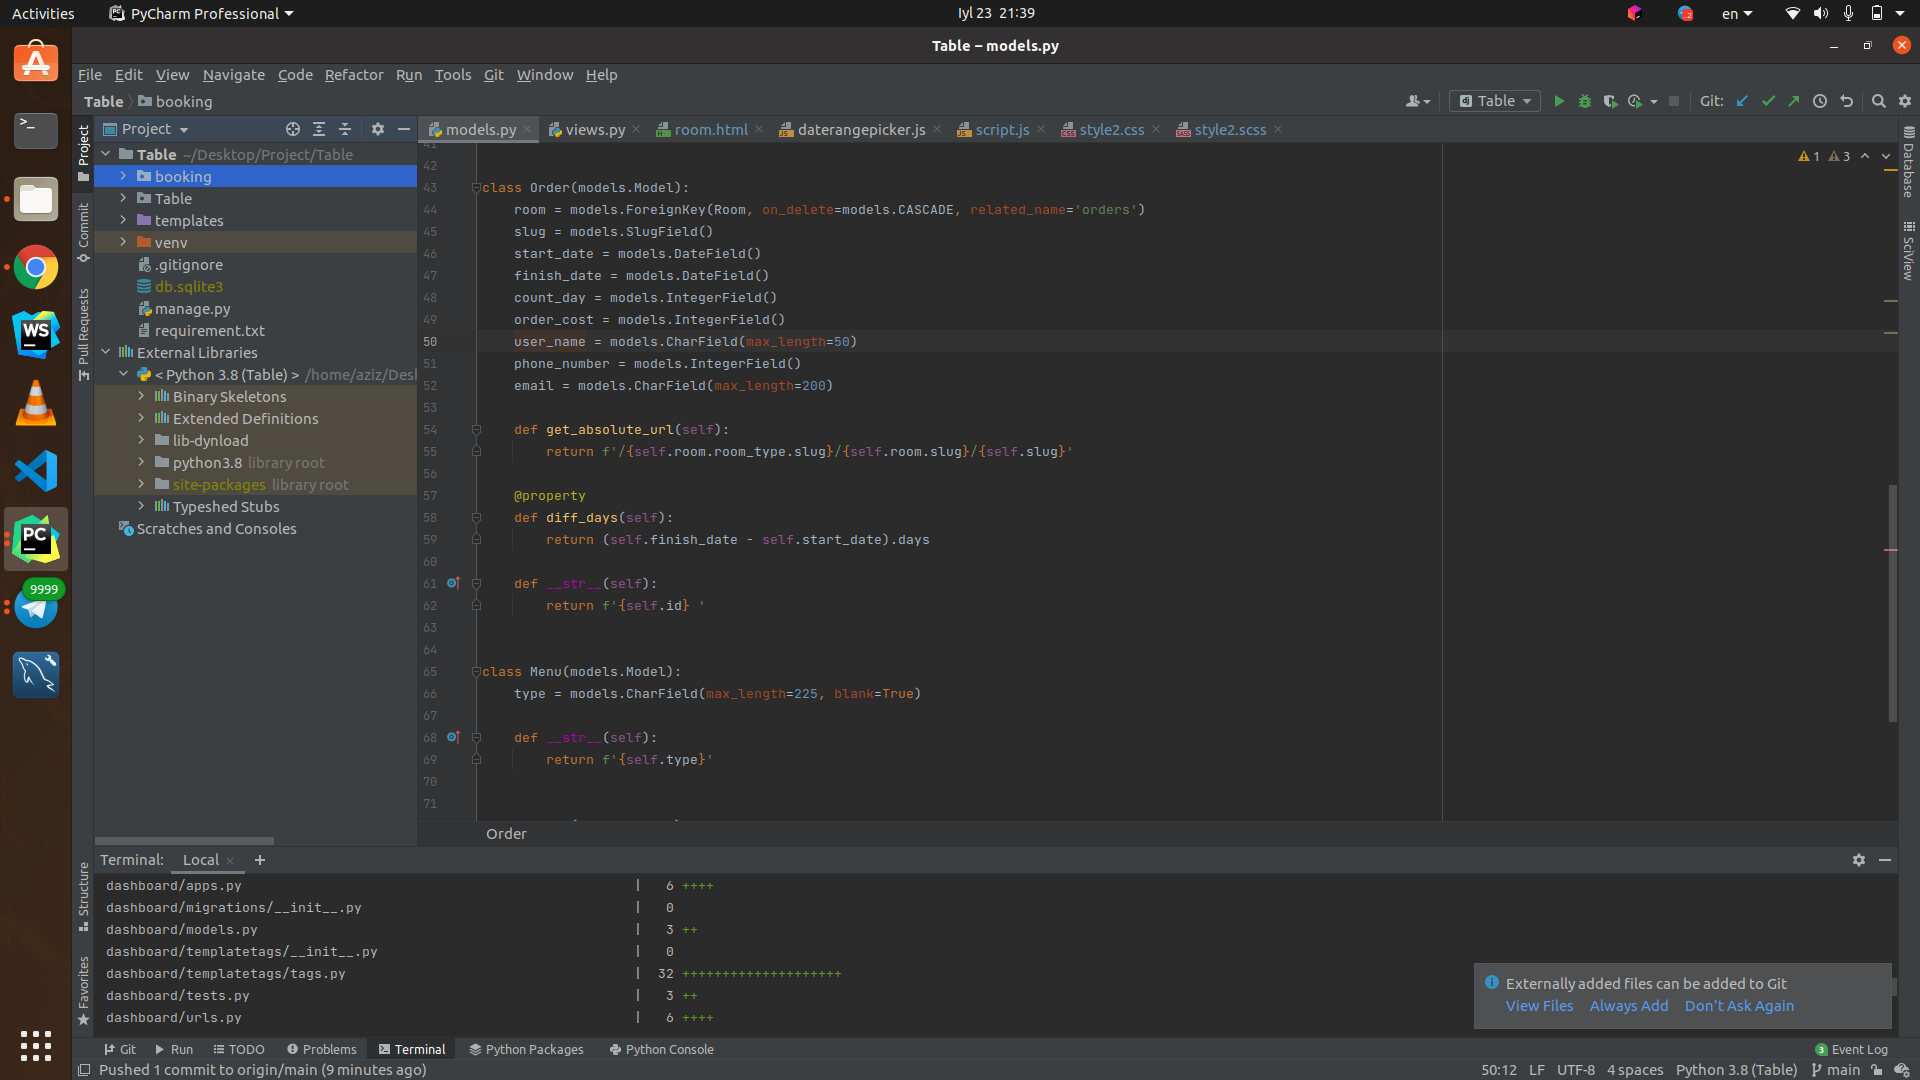 Activities PyCharm Professional Iyl 23 21:39 en
Table – models.py
File Edit View Navigate Code Refactor Run Tools Git Window Help
Table booking Table Git:
Project models.py views.py room.html daterangepicker.js script.js style2.css style2.scss
Table ~/Desktop/Project/Table
booking
Table
templates
venv
.gitignore
db.sqlite3
manage.py
requirement.txt
External Libraries
< Python 3.8 (Table) > /home/aziz/Desl
Binary Skeletons
Extended Definitions
lib-dynload
python3.8 library root
site-packages library root
Typeshed Stubs
Scratches and Consoles
Project
Commit
Pull Requests
Structure
Favorites
Database
SciView
1 3
41
42
43 class Order(models.Model):
44 room = models.ForeignKey(Room, on_delete=models.CASCADE, related_name='orders')
45 slug = models.SlugField()
46 start_date = models.DateField()
47 finish_date = models.DateField()
48 count_day = models.IntegerField()
49 order_cost = models.IntegerField()
50 user_name = models.CharField(max_length=50)
51 phone_number = models.IntegerField()
52 email = models.CharField(max_length=200)
53
54 def get_absolute_url(self):
55 return f'/{self.room.room_type.slug}/{self.room.slug}/{self.slug}'
56
57 @property
58 def diff_days(self):
59 return (self.finish_date - self.start_date).days
60
61 def __str__(self):
62 return f'{self.id} '
63
64
65 class Menu(models.Model):
66 type = models.CharField(max_length=225, blank=True)
67
68 def __str__(self):
69 return f'{self.type}'
70
71
Order
WS
PC
9999
Terminal: Local
dashboard/apps.py | 6 ++++
dashboard/migrations/__init__.py | 0
dashboard/models.py | 3 ++
dashboard/templatetags/__init__.py | 0
dashboard/templatetags/tags.py | 32 ++++++++++++++++++++
dashboard/tests.py | 3 ++
dashboard/urls.py | 6 ++++
Externally added files can be added to Git
View Files Always Add Don't Ask Again
Git Run TODO Problems Terminal Python Packages Python Console 3 Event Log
Pushed 1 commit to origin/main (9 minutes ago) 50:12 LF UTF-8 4 spaces Python 3.8 (Table) main